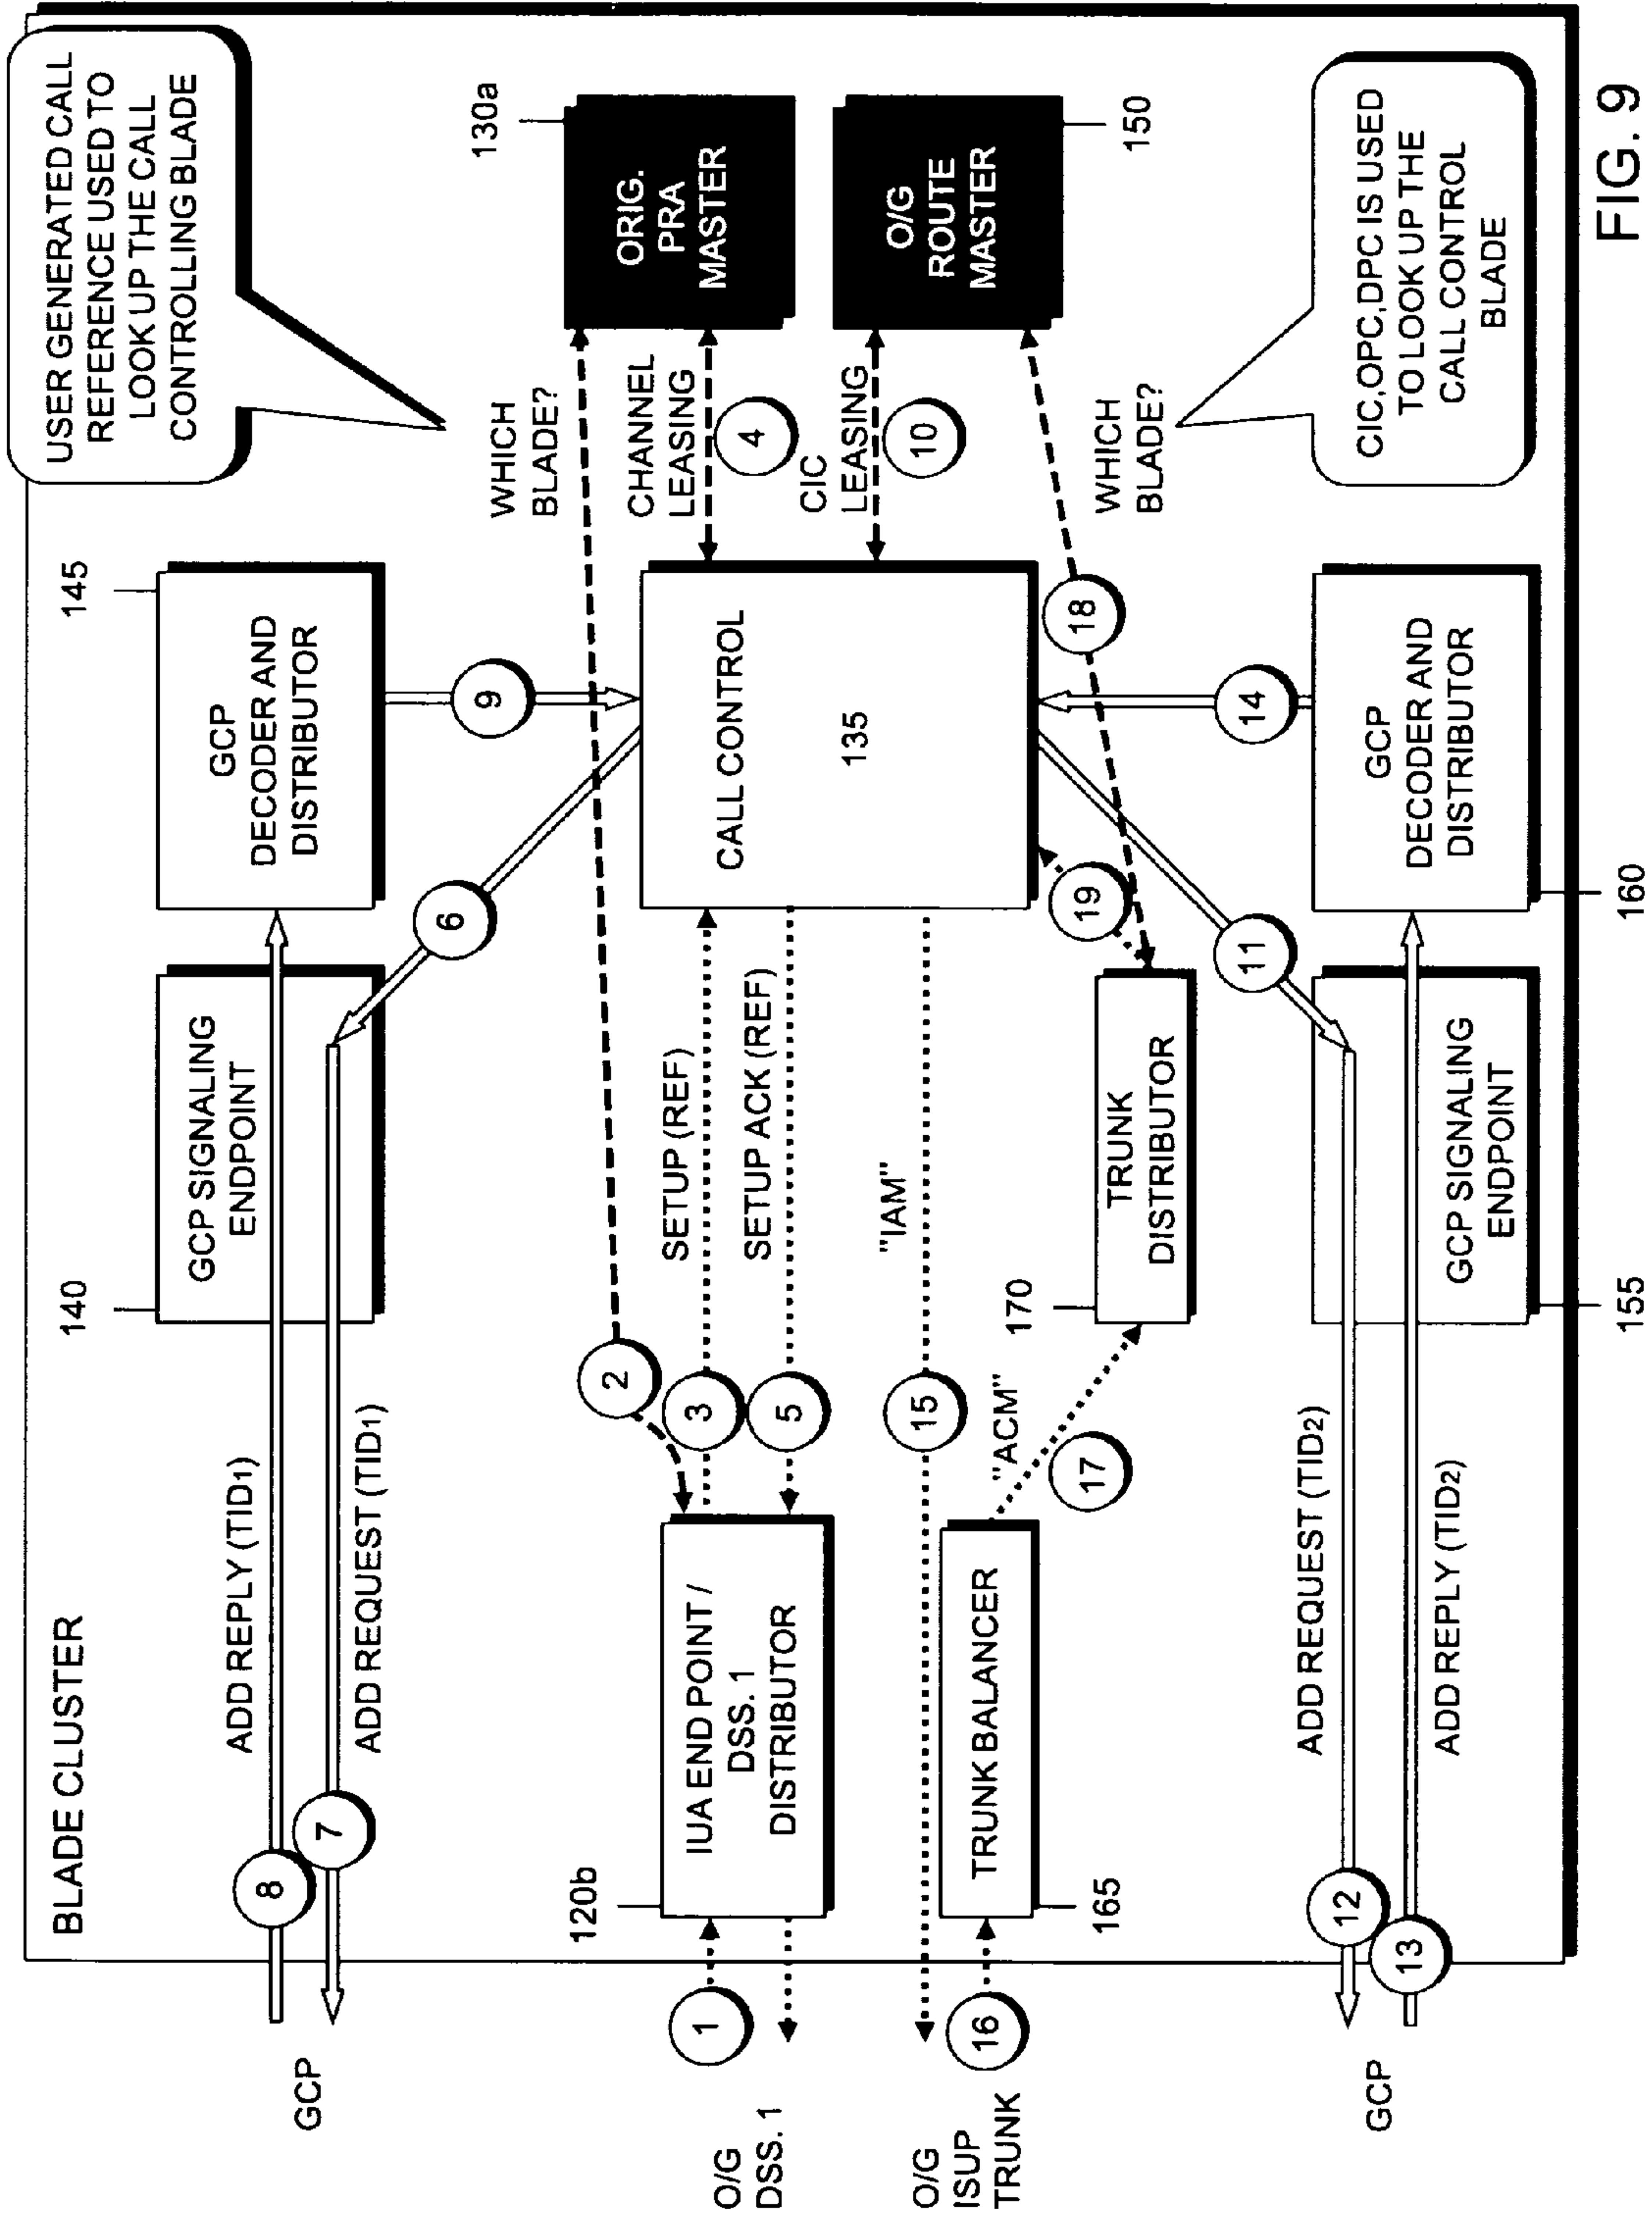 BLADE CLUSTER
USER GENERATED CALL
REFERENCE USED TO
LOOK UP THE CALL
CONTROLLING BLADE
140
145
GCP SIGNALING
ENDPOINT
GCP
DECODER AND
DISTRIBUTOR
GCP
8
ADD REPLY (TID1)
7
ADD REQUEST (TID1)
6
9
WHICH
BLADE?
130a
ORIG.
PRA
MASTER
CHANNEL
LEASING
4
120b
IUA END POINT /
DSS. 1
DISTRIBUTOR
2
3
SETUP (REF)
5
SETUP ACK (REF)
CALL CONTROL
135
1
O/G
DSS. 1
CIC
LEASING
10
O/G
ROUTE
MASTER
150
15
"IAM"
O/G
ISUP
TRUNK
16
TRUNK BALANCER
165
"ACM"
17
170
TRUNK
DISTRIBUTOR
19
18
WHICH
BLADE?
11
14
ADD REQUEST (TID2)
12
GCP
13
ADD REPLY (TID2)
GCP SIGNALING
ENDPOINT
155
GCP
DECODER AND
DISTRIBUTOR
160
CIC,OPC,DPC IS USED
TO LOOK UP THE
CALL CONTROL
BLADE
FIG. 9